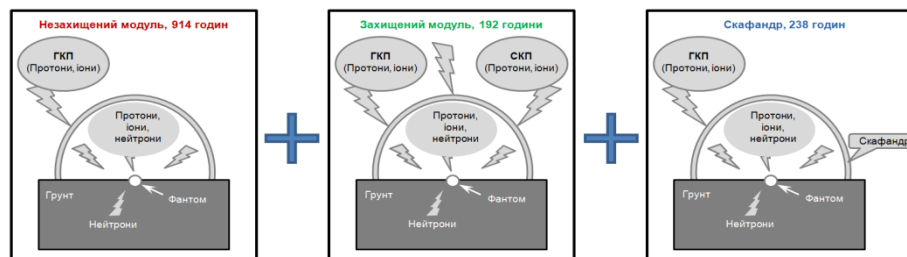 Незахищений модуль, 914 годин
ГКП
(Протони, іони)
Протони,
іони,
нейтрони
Грунт
Фантом
Нейтрони
Захищений модуль, 192 години
ГКП
(Протони, іони)
СКП
(Протони, іони)
Протони,
іони,
нейтрони
Грунт
Фантом
Нейтрони
Скафандр, 238 годин
ГКП
(Протони, іони)
Протони,
іони,
нейтрони
Скафандр
Грунт
Фантом
Нейтрони